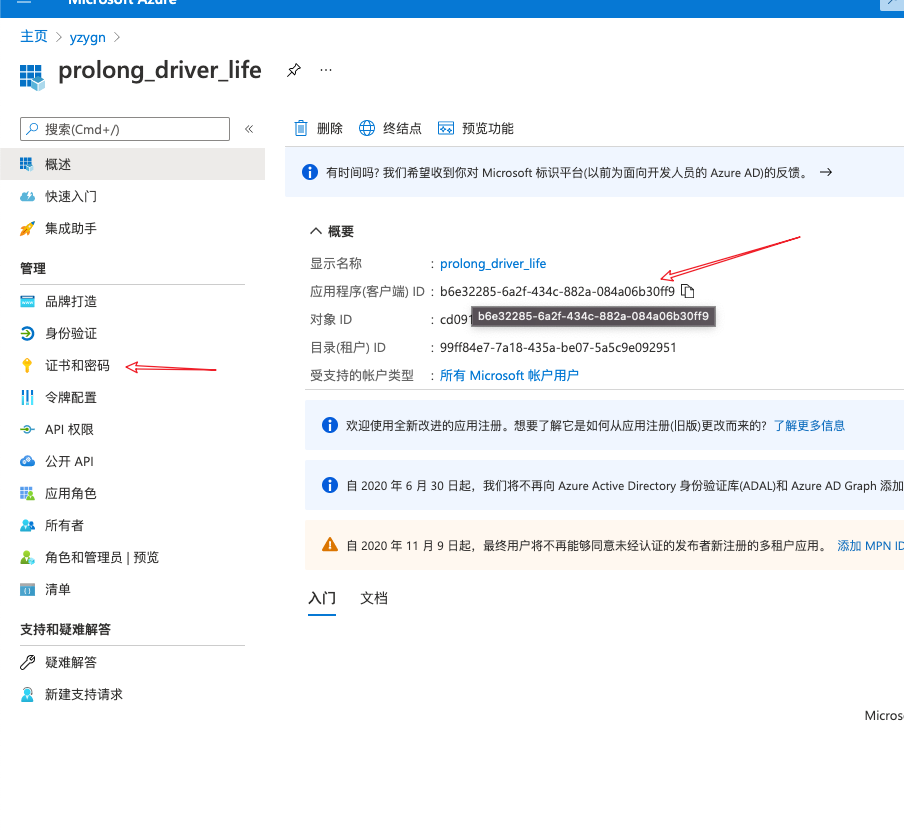 Microsoft Azure
主页 > yzygn >
prolong_driver_life
···
搜索(Cmd+/)
«
删除
终结点
预览功能
概述
快速入门
集成助手
管理
品牌打造
身份验证
证书和密码
令牌配置
API 权限
公开 API
应用角色
所有者
角色和管理员 | 预览
清单
支持和疑难解答
疑难解答
新建支持请求
有时间吗? 我们希望收到你对 Microsoft 标识平台(以前为面向开发人员的 Azure AD)的反馈。 →
概要
显示名称 : prolong_driver_life
应用程序(客户端) ID : b6e32285-6a2f-434c-882a-084a06b30ff9
对象 ID : cd091
b6e32285-6a2f-434c-882a-084a06b30ff9
目录(租户) ID : 99ff84e7-7a18-435a-be07-5a5c9e092951
受支持的帐户类型 : 所有 Microsoft 帐户用户
欢迎使用全新改进的应用注册。想要了解它是如何从应用注册(旧版)更改而来的? 了解更多信息
自 2020 年 6 月 30 日起，我们将不再向 Azure Active Directory 身份验证库(ADAL)和 Azure AD Graph 添加
自 2020 年 11 月 9 日起，最终用户将不再能够同意未经认证的发布者新注册的多租户应用。 添加 MPN ID
入门 文档
Micros